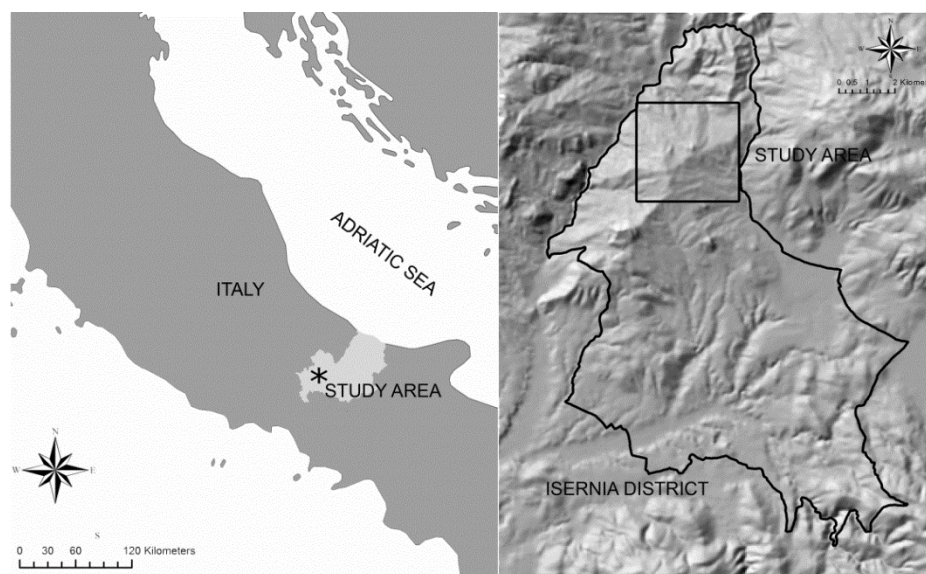 ADRIATIC SEA
ITALY
STUDY AREA
N
W E
S
0 30 60 120 Kilometers
N
W E
S
0 0.5 1 2 Kilome
STUDY AREA
ISERNIA DISTRICT